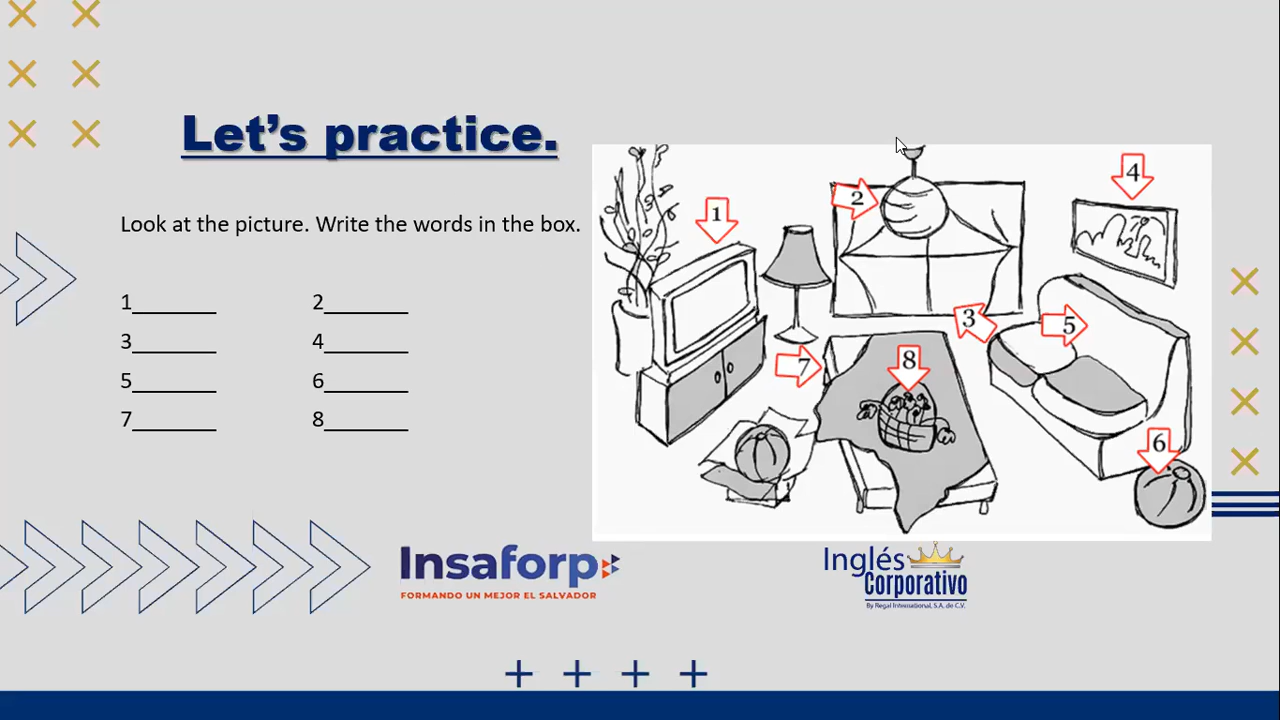 Let's practice.
Look at the picture. Write the words in the box.
1________ 2________
3________ 4________
5________ 6________
7________ 8________
1
2
4
3
5
7
8
6
Insaforp
FORMANDO UN MEJOR EL SALVADOR
Inglés
Corporativo
By Regal International, S.A. de C.V.